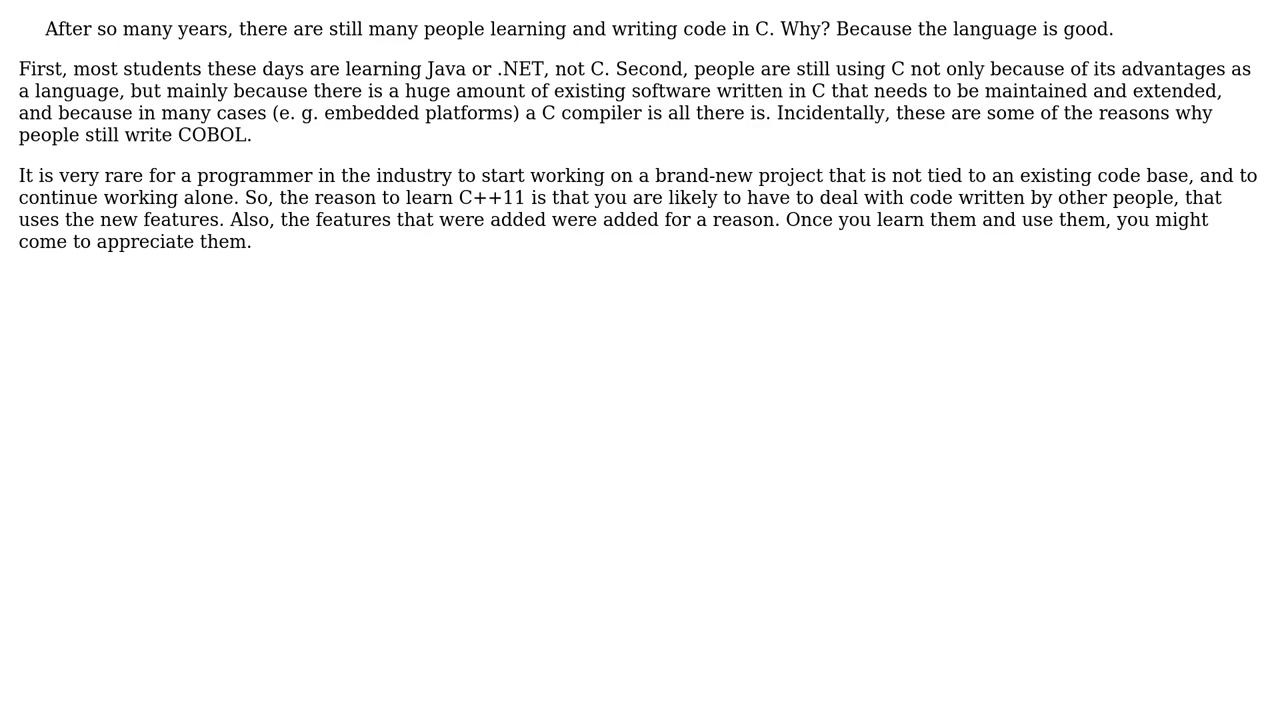 After so many years, there are still many people learning and writing code in C. Why? Because the language is good.
First, most students these days are learning Java or .NET, not C. Second, people are still using C not only because of its advantages as
a language, but mainly because there is a huge amount of existing software written in C that needs to be maintained and extended,
and because in many cases (e. g. embedded platforms) a C compiler is all there is. Incidentally, these are some of the reasons why
people still write COBOL.
It is very rare for a programmer in the industry to start working on a brand-new project that is not tied to an existing code base, and to
continue working alone. So, the reason to learn C++11 is that you are likely to have to deal with code written by other people, that
uses the new features. Also, the features that were added were added for a reason. Once you learn them and use them, you might
come to appreciate them.